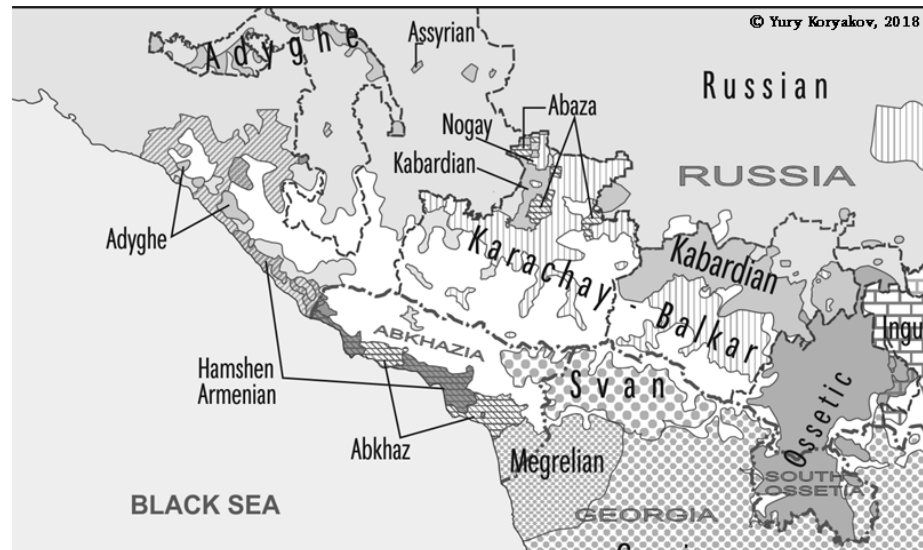 © Yury Koryakov, 2018
Adyghe
Assyrian
Russian
Abaza
Nogay
Kabardian
RUSSIA
Adyghe
Karachay - Balkar
Kabardian
Ingu
ABKHAZIA
Hamshen
Armenian
Svan
Ossetic
Abkhaz
Megrelian
SOUTH
OSSETIA
BLACK SEA
GEORGIA